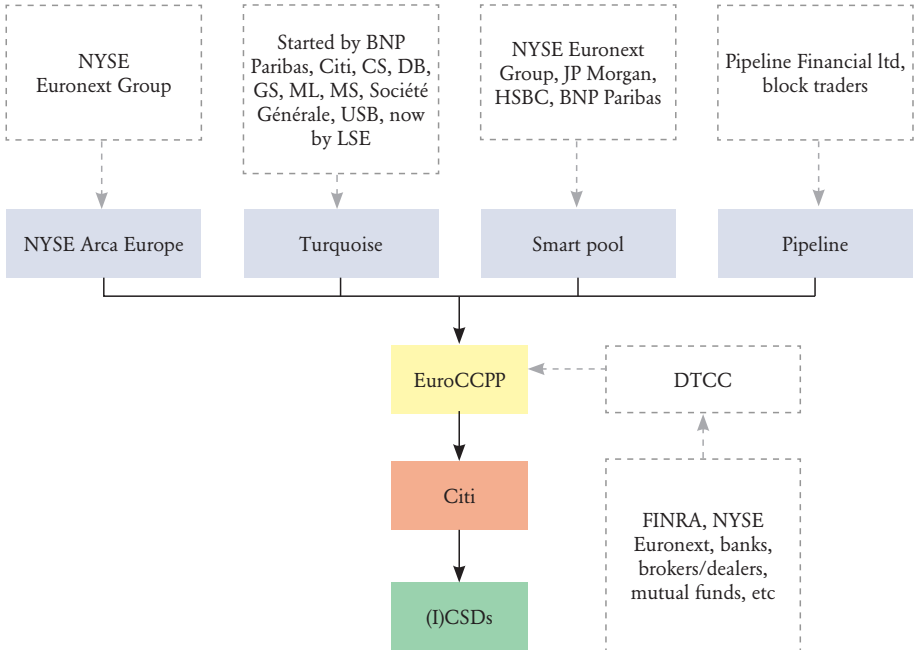 NYSE
Euronext Group
Started by BNP
Paribas, Citi, CS, DB,
GS, ML, MS, Société
Générale, USB, now
by LSE
NYSE Euronext
Group, JP Morgan,
HSBC, BNP Paribas
Pipeline Financial ltd,
block traders
NYSE Arca Europe
Turquoise
Smart pool
Pipeline
EuroCCPP
DTCC
Citi
FINRA, NYSE
Euronext, banks,
brokers/dealers,
mutual funds, etc
(I)CSDs